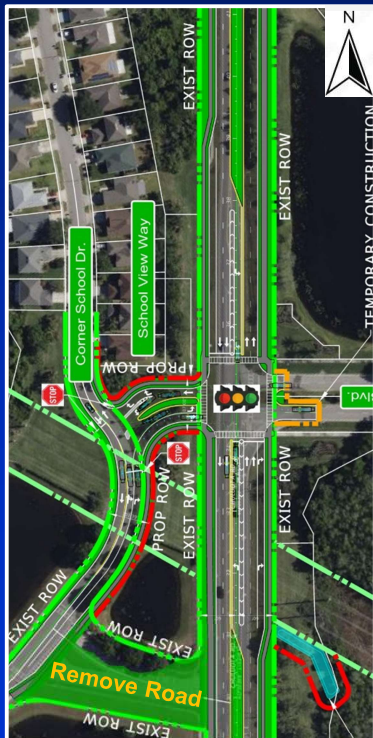 N
EXIST ROW
EXIST ROW
TEMPORARY CONSTRUCTION
Corner School Dr.
School View Way
PROP ROW
STOP
lvd.
STOP
PROP ROW
EXIST ROW
EXIST ROW
EXIST ROW
EXIST ROW
Remove Road
EXIST ROW